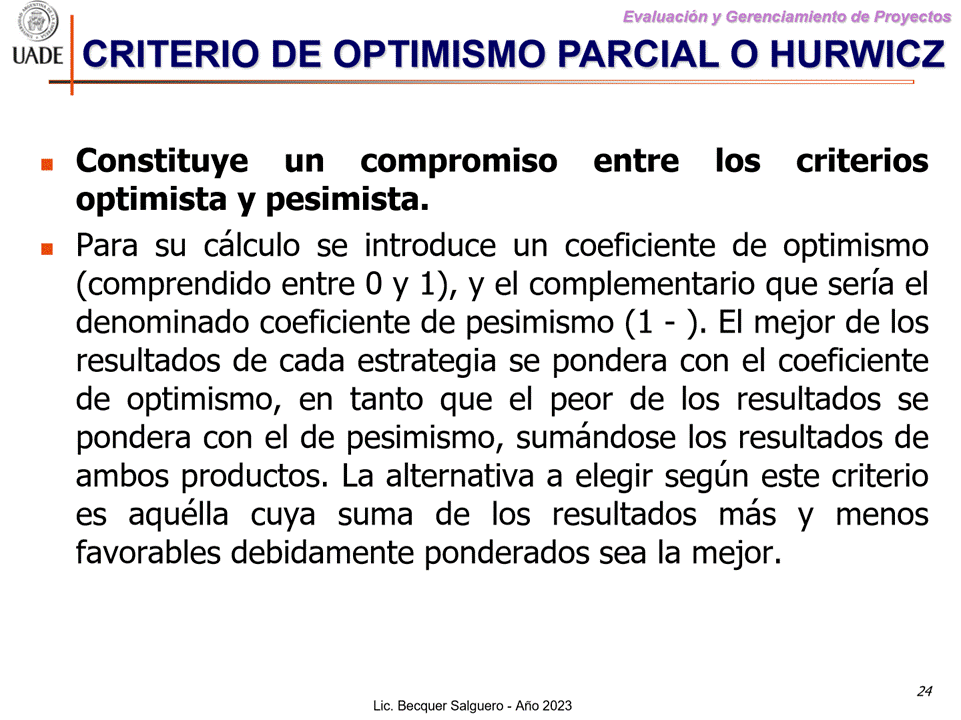 Evaluación y Gerenciamiento de Proyectos
UADE
CRITERIO DE OPTIMISMO PARCIAL O HURWICZ
Constituye un compromiso entre los criterios
optimista y pesimista.
Para su cálculo se introduce un coeficiente de optimismo
(comprendido entre 0 y 1), y el complementario que sería el
denominado coeficiente de pesimismo (1 - ). El mejor de los
resultados de cada estrategia se pondera con el coeficiente
de optimismo, en tanto que el peor de los resultados se
pondera con el de pesimismo, sumándose los resultados de
ambos productos. La alternativa a elegir según este criterio
es aquélla cuya suma de los resultados más y menos
favorables debidamente ponderados sea la mejor.
24
Lic. Becquer Salguero - Año 2023